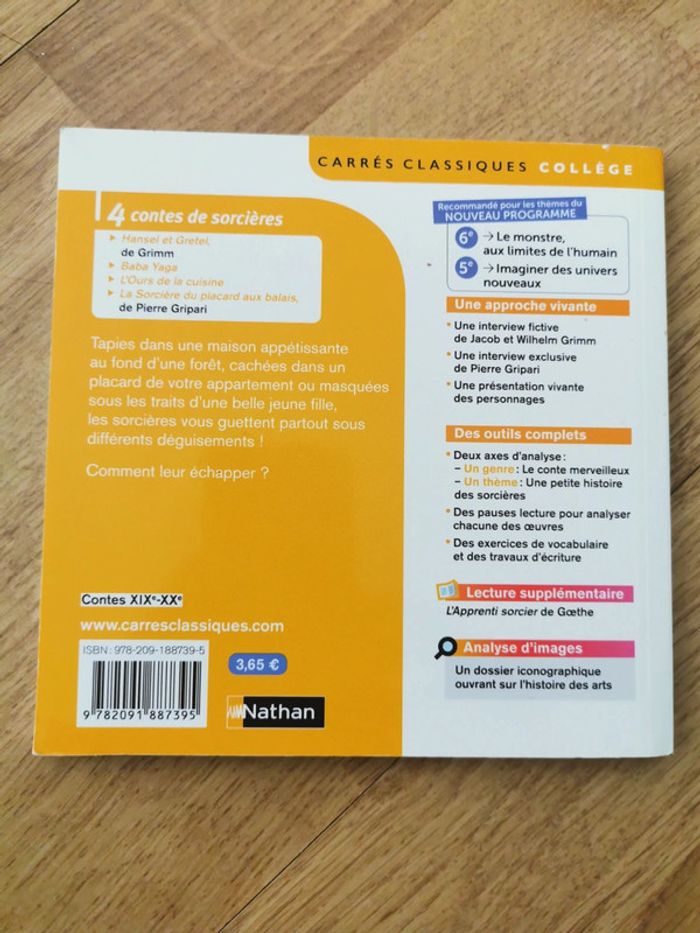 CARRÉS CLASSIQUES COLLÈGE
4 contes de sorcières
Hansel et Gretel,
de Grimm
Baba Yaga
L'Ours de la cuisine
La Sorcière du placard aux balais,
de Pierre Gripari
Tapies dans une maison appétissante
au fond d'une forêt, cachées dans un
placard de votre appartement ou masquées
sous les traits d'une belle jeune fille,
les sorcières vous guettent partout sous
différents déguisements !
Comment leur échapper ?
Contes XIXe-XXe
www.carresclassiques.com
ISBN : 978-209-188739-5
9 782091 887395
3,65 €
Nathan
Recommandé pour les thèmes du
NOUVEAU PROGRAMME
6e → Le monstre,
aux limites de l'humain
5e → Imaginer des univers
nouveaux
Une approche vivante
• Une interview fictive
de Jacob et Wilhelm Grimm
• Une interview exclusive
de Pierre Gripari
• Une présentation vivante
des personnages
Des outils complets
• Deux axes d'analyse :
– Un genre : Le conte merveilleux
– Un thème : Une petite histoire
des sorcières
• Des pauses lecture pour analyser
chacune des œuvres
• Des exercices de vocabulaire
et des travaux d'écriture
Lecture supplémentaire
L'Apprenti sorcier de Gœthe
Analyse d'images
Un dossier iconographique
ouvrant sur l'histoire des arts